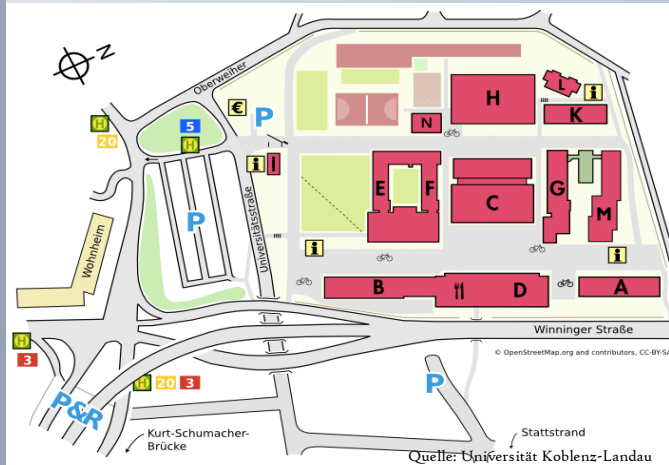 N
Oberweiher
H
20
5
H
€
P
i
I
P
Universitätsstraße
Wohnheim
H
L
i
K
N
E
F
C
G
M
i
i
B
D
A
Winninger Straße
© OpenStreetMap.org and contributors, CC-BY-SA
H
3
H
20
3
P&R
P
Kurt-Schumacher-
Brücke
Stattstrand
Quelle: Universität Koblenz-Landau